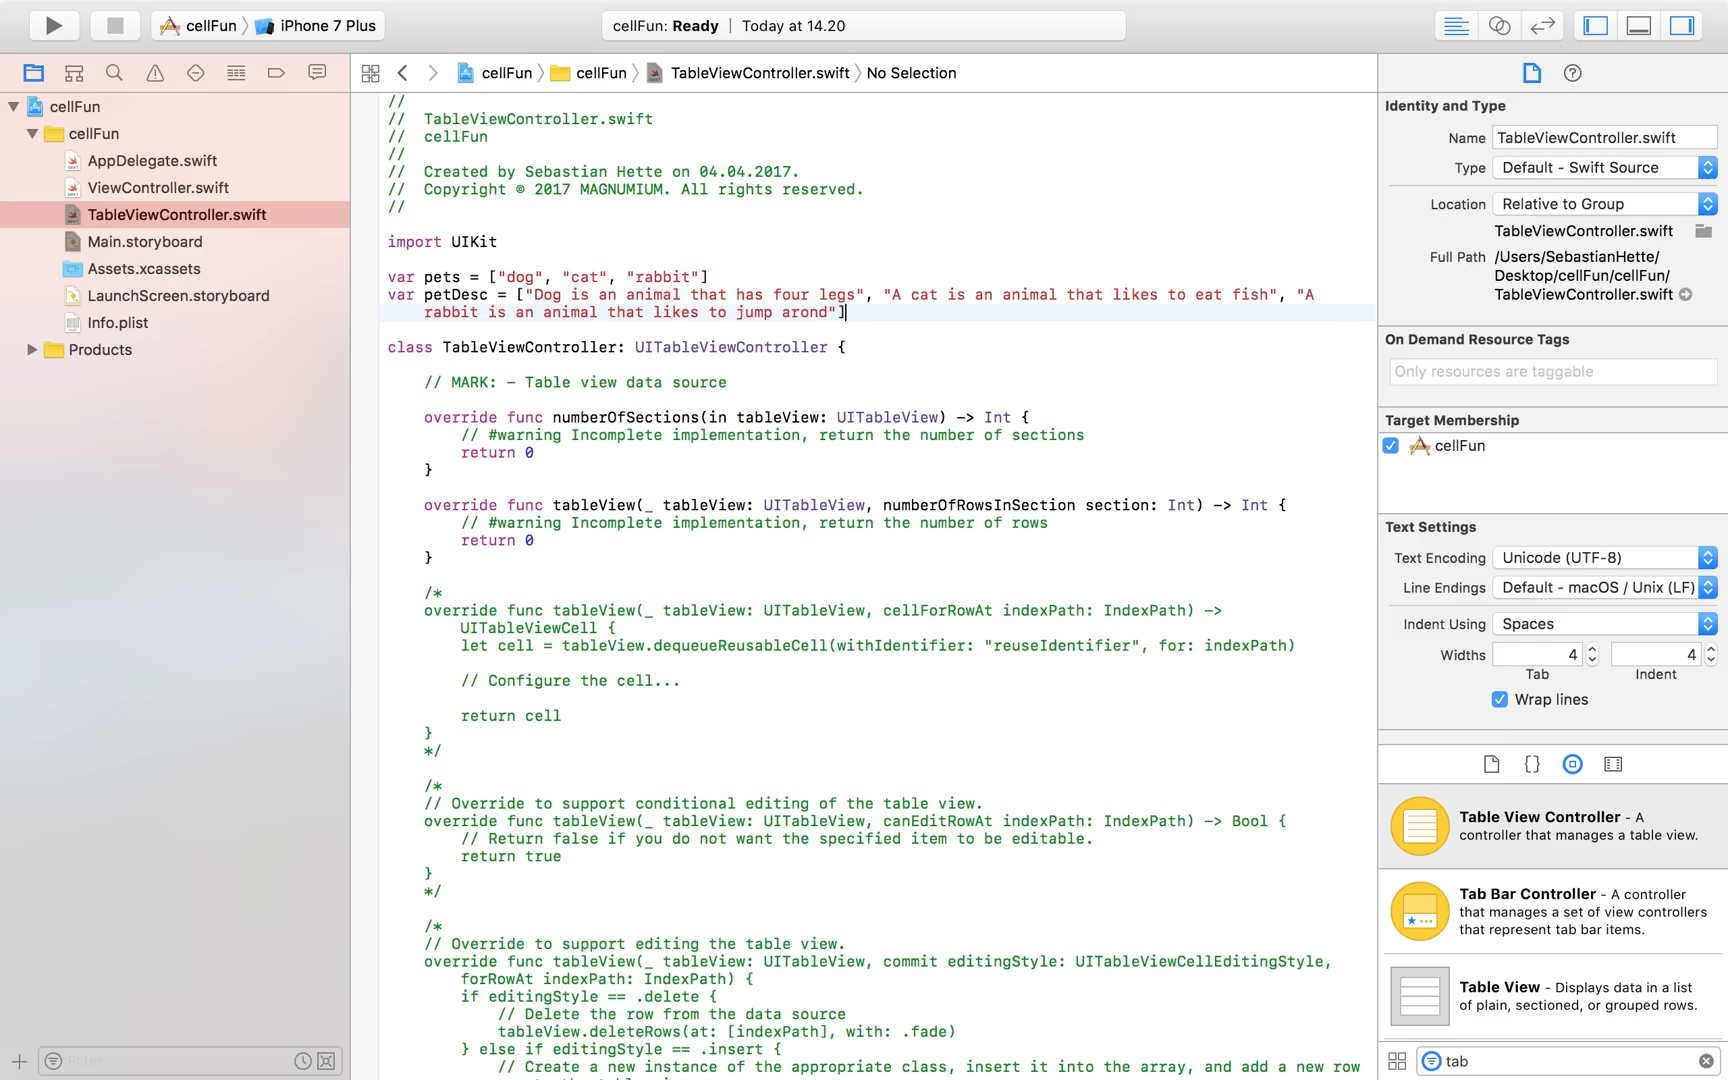 cellFun iPhone 7 Plus
cellFun: Ready | Today at 14.20
cellFun cellFun TableViewController.swift No Selection
cellFun
cellFun
AppDelegate.swift
ViewController.swift
TableViewController.swift
Main.storyboard
Assets.xcassets
LaunchScreen.storyboard
Info.plist
Products
Filter
//
// TableViewController.swift
// cellFun
//
// Created by Sebastian Hette on 04.04.2017.
// Copyright © 2017 MAGNUMIUM. All rights reserved.
//
import UIKit
var pets = ["dog", "cat", "rabbit"]
var petDesc = ["Dog is an animal that has four legs", "A cat is an animal that likes to eat fish", "A
rabbit is an animal that likes to jump arond"]
class TableViewController: UITableViewController {
// MARK: - Table view data source
override func numberOfSections(in tableView: UITableView) -> Int {
// #warning Incomplete implementation, return the number of sections
return 0
}
override func tableView(_ tableView: UITableView, numberOfRowsInSection section: Int) -> Int {
// #warning Incomplete implementation, return the number of rows
return 0
}
/*
override func tableView(_ tableView: UITableView, cellForRowAt indexPath: IndexPath) ->
UITableViewCell {
let cell = tableView.dequeueReusableCell(withIdentifier: "reuseIdentifier", for: indexPath)
// Configure the cell...
return cell
}
*/
/*
// Override to support conditional editing of the table view.
override func tableView(_ tableView: UITableView, canEditRowAt indexPath: IndexPath) -> Bool {
// Return false if you do not want the specified item to be editable.
return true
}
*/
/*
// Override to support editing the table view.
override func tableView(_ tableView: UITableView, commit editingStyle: UITableViewCellEditingStyle,
forRowAt indexPath: IndexPath) {
if editingStyle == .delete {
// Delete the row from the data source
tableView.deleteRows(at: [indexPath], with: .fade)
} else if editingStyle == .insert {
// Create a new instance of the appropriate class, insert it into the array, and add a new row
Identity and Type
Name TableViewController.swift
Type Default - Swift Source
Location Relative to Group
TableViewController.swift
Full Path /Users/SebastianHette/
Desktop/cellFun/cellFun/
TableViewController.swift
On Demand Resource Tags
Only resources are taggable
Target Membership
cellFun
Text Settings
Text Encoding Unicode (UTF-8)
Line Endings Default - macOS / Unix (LF)
Indent Using Spaces
Widths 4 4
Tab Indent
Wrap lines
Table View Controller - A
controller that manages a table view.
Tab Bar Controller - A controller
that manages a set of view controllers
that represent tab bar items.
Table View - Displays data in a list
of plain, sectioned, or grouped rows.
tab